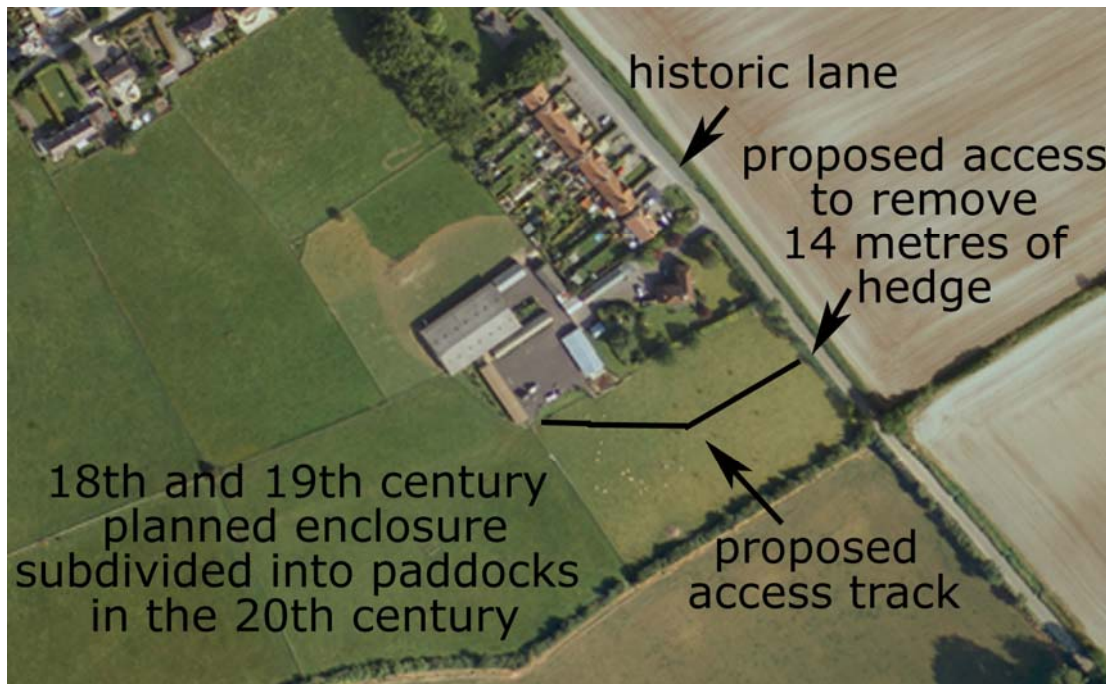 historic lane
proposed access
to remove
14 metres of
hedge
18th and 19th century
planned enclosure
subdivided into paddocks
in the 20th century
proposed
access track